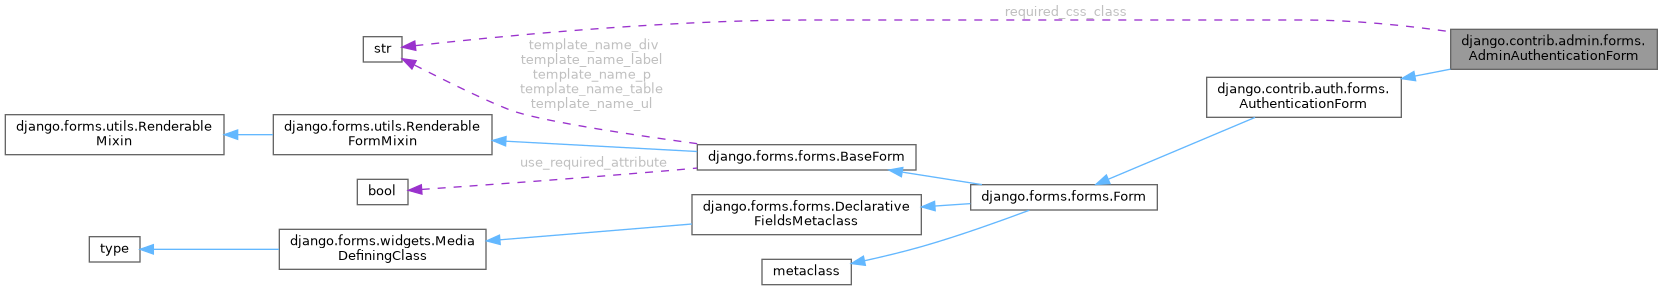 required_css_class
django.contrib.admin.forms.
AdminAuthenticationForm
str
template_name_div
template_name_label
template_name_p
template_name_table
template_name_ul
django.contrib.auth.forms.
AuthenticationForm
django.forms.utils.Renderable
Mixin
django.forms.utils.Renderable
FormMixin
django.forms.forms.BaseForm
use_required_attribute
bool
django.forms.forms.Form
django.forms.forms.Declarative
FieldsMetaclass
type
django.forms.widgets.Media
DefiningClass
metaclass